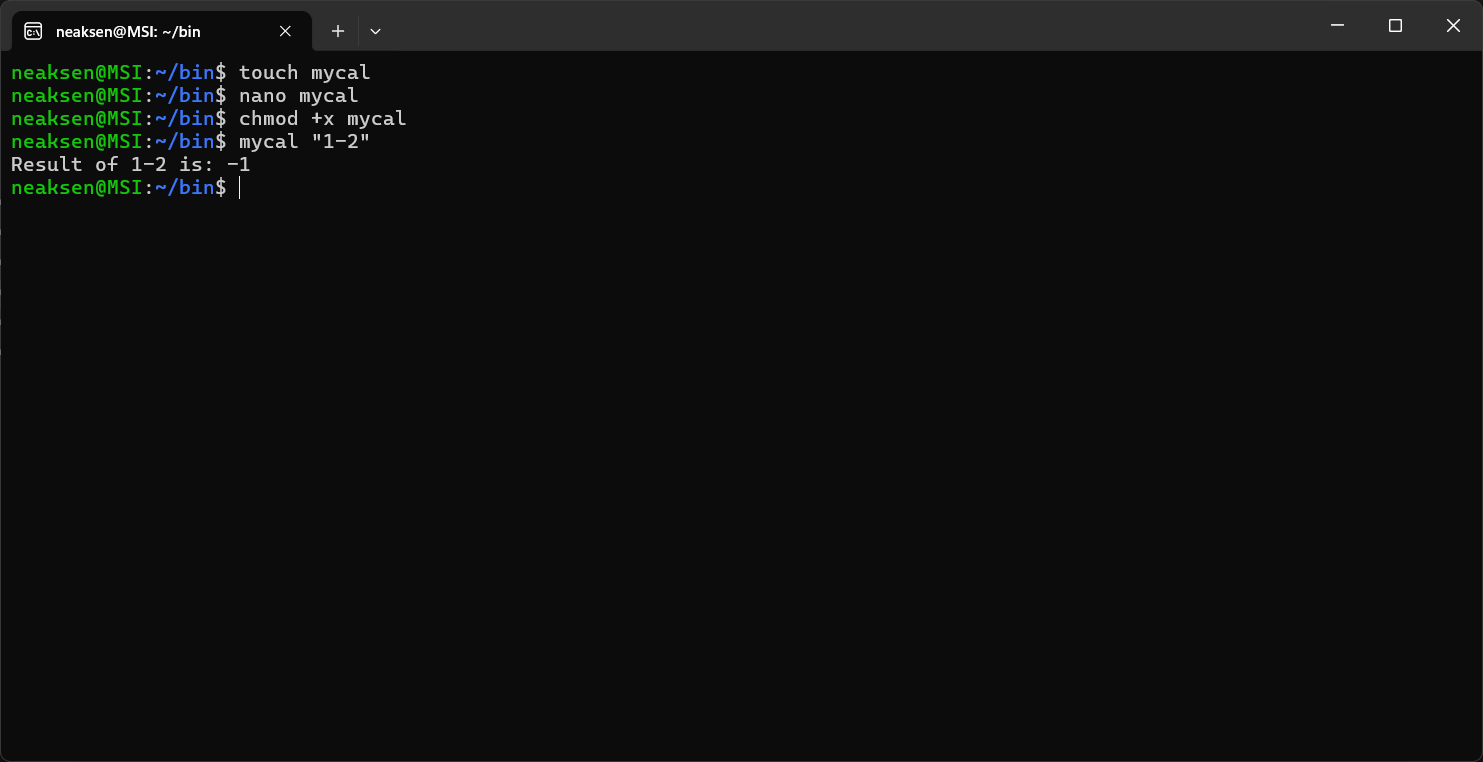 neaksen@MSI: ~/bin
neaksen@MSI:~/bin$ touch mycal
neaksen@MSI:~/bin$ nano mycal
neaksen@MSI:~/bin$ chmod +x mycal
neaksen@MSI:~/bin$ mycal "1-2"
Result of 1-2 is: -1
neaksen@MSI:~/bin$